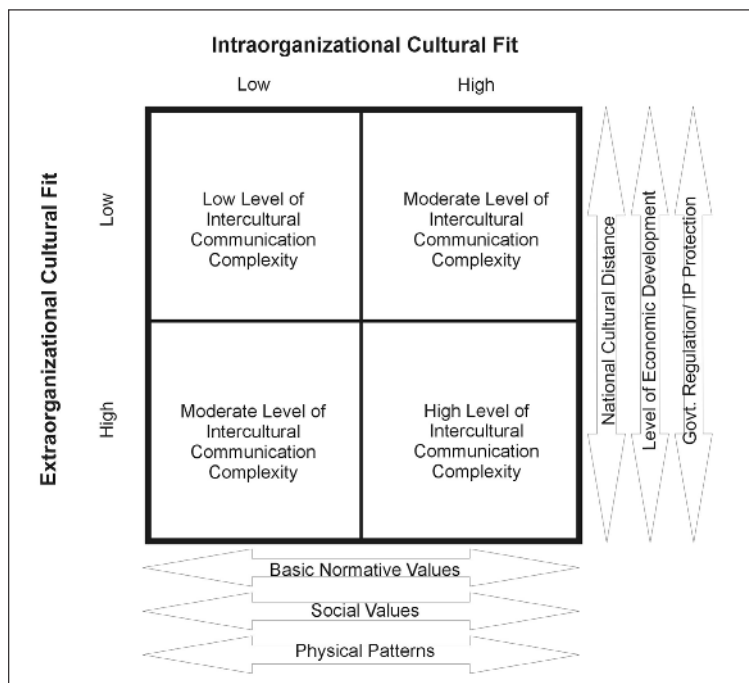 Intraorganizational Cultural Fit
Low
High
Extraorganizational Cultural Fit
Low
High
Low Level of
Intercultural
Communication
Complexity
Moderate Level of
Intercultural
Communication
Complexity
Moderate Level of
Intercultural
Communication
Complexity
High Level of
Intercultural
Communication
Complexity
National Cultural Distance
Level of Economic Development
Govt. Regulation/ IP Protection
Basic Normative Values
Social Values
Physical Patterns